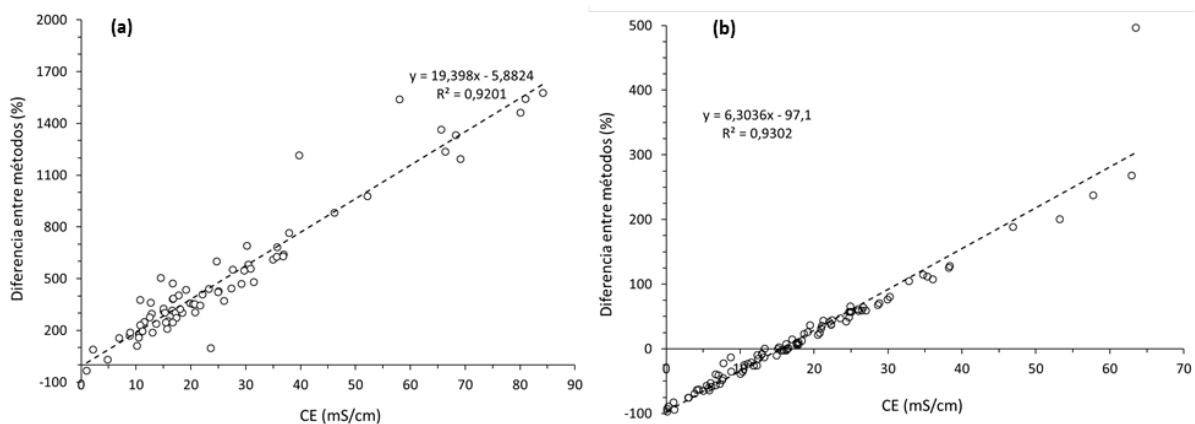 (a)
Diferencia entre métodos (%)
2000
1700
1400
1100
800
500
200
-100
y = 19,398x - 5,8824
R² = 0,9201
0 10 20 30 40 50 60 70 80 90
CE (mS/cm)
(b)
Diferencia entre métodos (%)
500
400
300
200
100
0
-100
y = 6,3036x - 97,1
R² = 0,9302
0 10 20 30 40 50 60 70
CE (mS/cm)